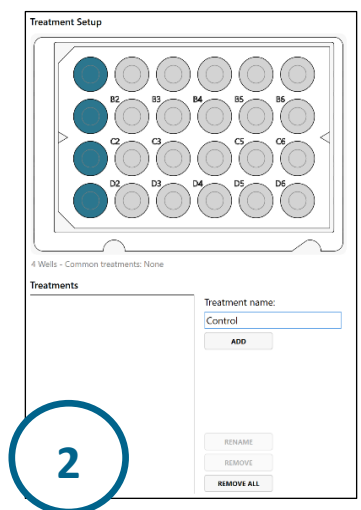 Treatment Setup
B2 B3 B4 B5 B6
C2 C3 C5 C6
D2 D3 D4 D5 D6
4 Wells - Common treatments: None
Treatments
Treatment name:
Control
ADD
RENAME
REMOVE
REMOVE ALL
2